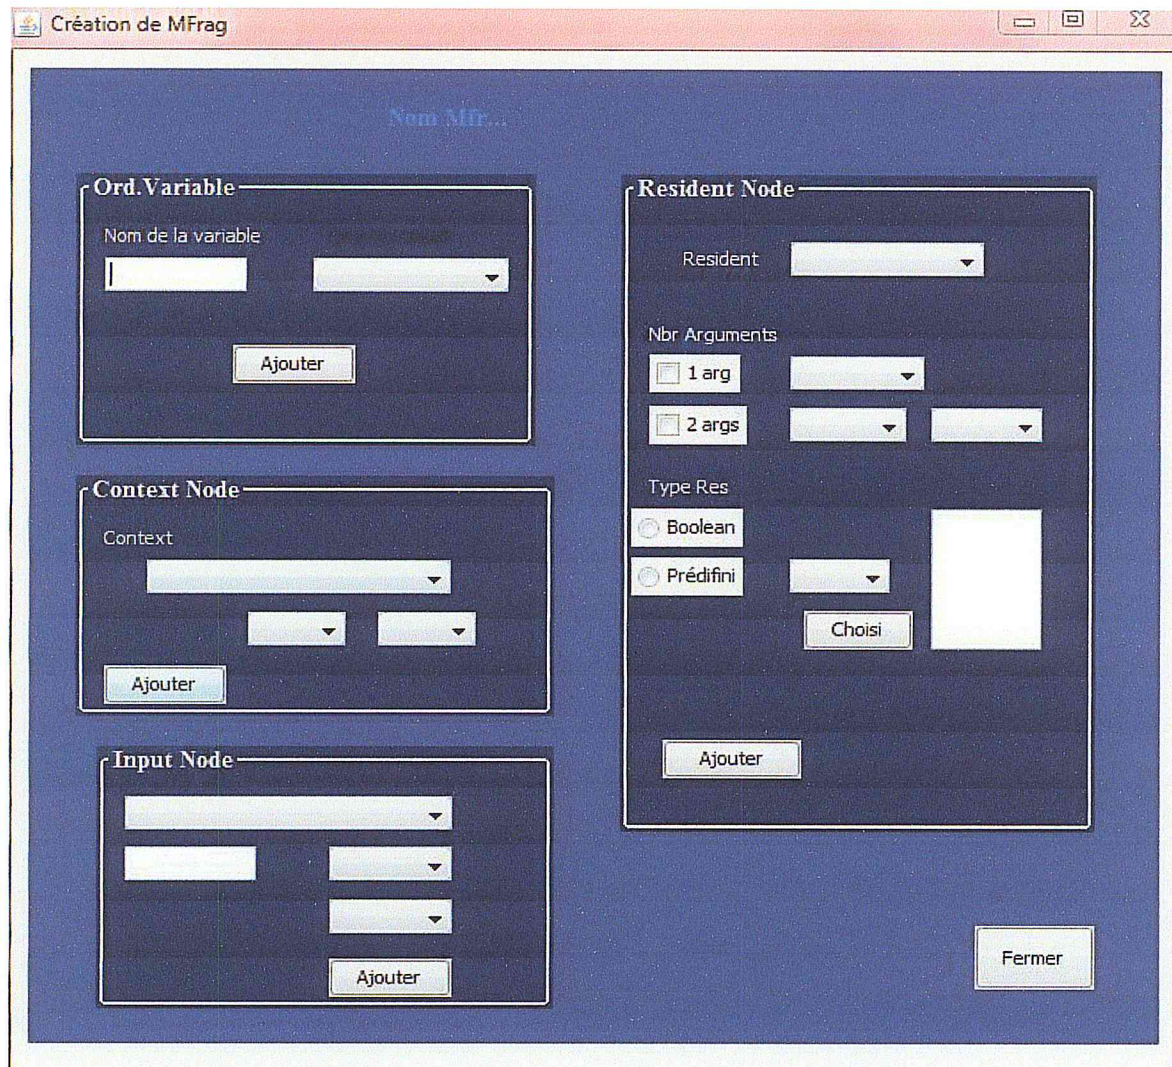 Création de MFrag
Nom Mfr...
Ord.Variable
Nom de la variable
Ajouter
Context Node
Context
Ajouter
Input Node
Ajouter
Resident Node
Resident
Nbr Arguments
1 arg
2 args
Type Res
Boolean
Prédifini
Choisi
Ajouter
Fermer